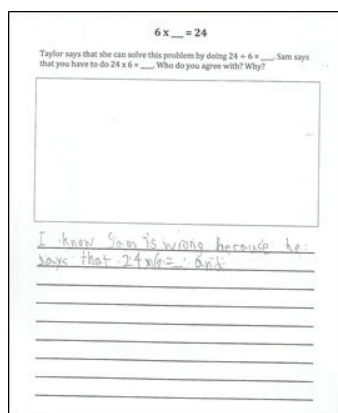 6 x __ = 24
Taylor says that she can solve this problem by doing 24 ÷ 6 = ___. Sam says
that you have to do 24 x 6 = ___. Who do you agree with? Why?
I know Sam is wrong because he
says that 24x6=_ and